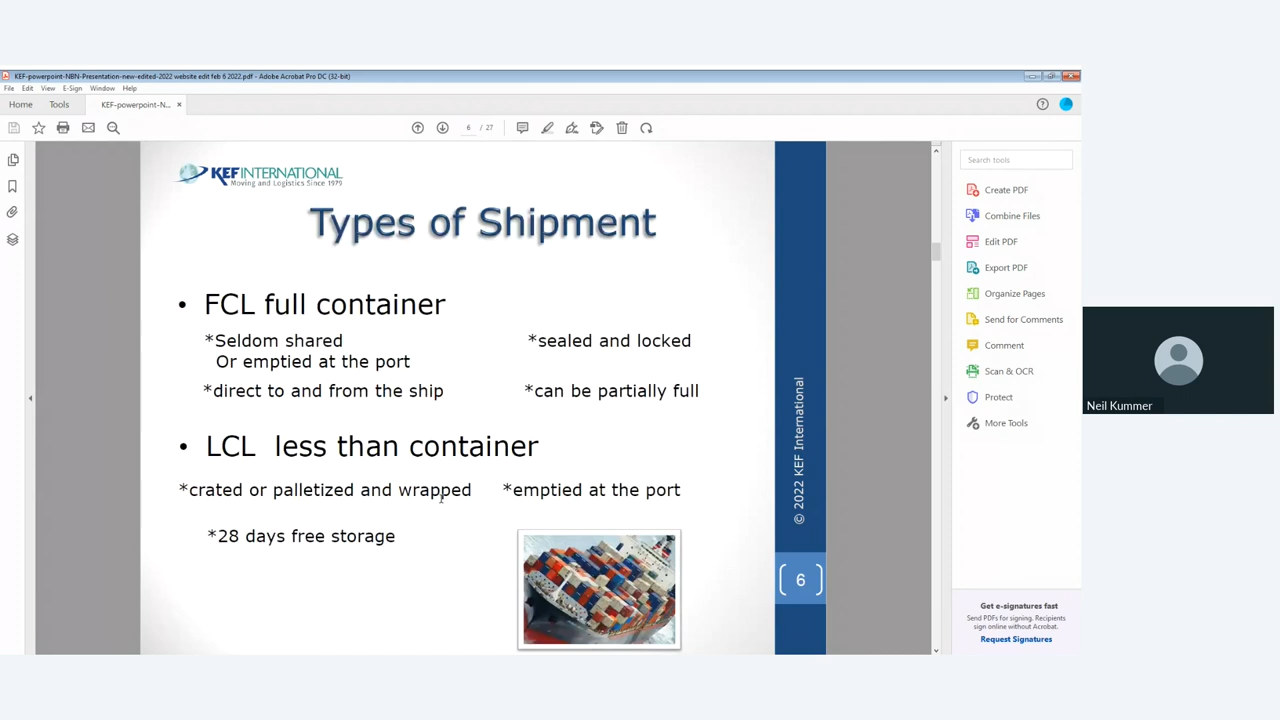 KEF-powerpoint-NBN-Presentation-new-edited-2022 website edit feb 6 2022.pdf - Adobe Acrobat Pro DC (32-bit)
File Edit View E-Sign Window Help
Home Tools KEF-powerpoint-N... ×
6 / 27
Search tools
Create PDF
Combine Files
Edit PDF
Export PDF
Organize Pages
Send for Comments
Comment
Scan & OCR
Protect
More Tools
Get e-signatures fast
Send PDFs for signing. Recipients
sign online without Acrobat.
Request Signatures
KEF INTERNATIONAL
Moving and Logistics Since 1979
Types of Shipment
• FCL full container
*Seldom shared *sealed and locked
Or emptied at the port
*direct to and from the ship *can be partially full
• LCL less than container
*crated or palletized and wrapped *emptied at the port
*28 days free storage
© 2022 KEF International
6
Neil Kummer